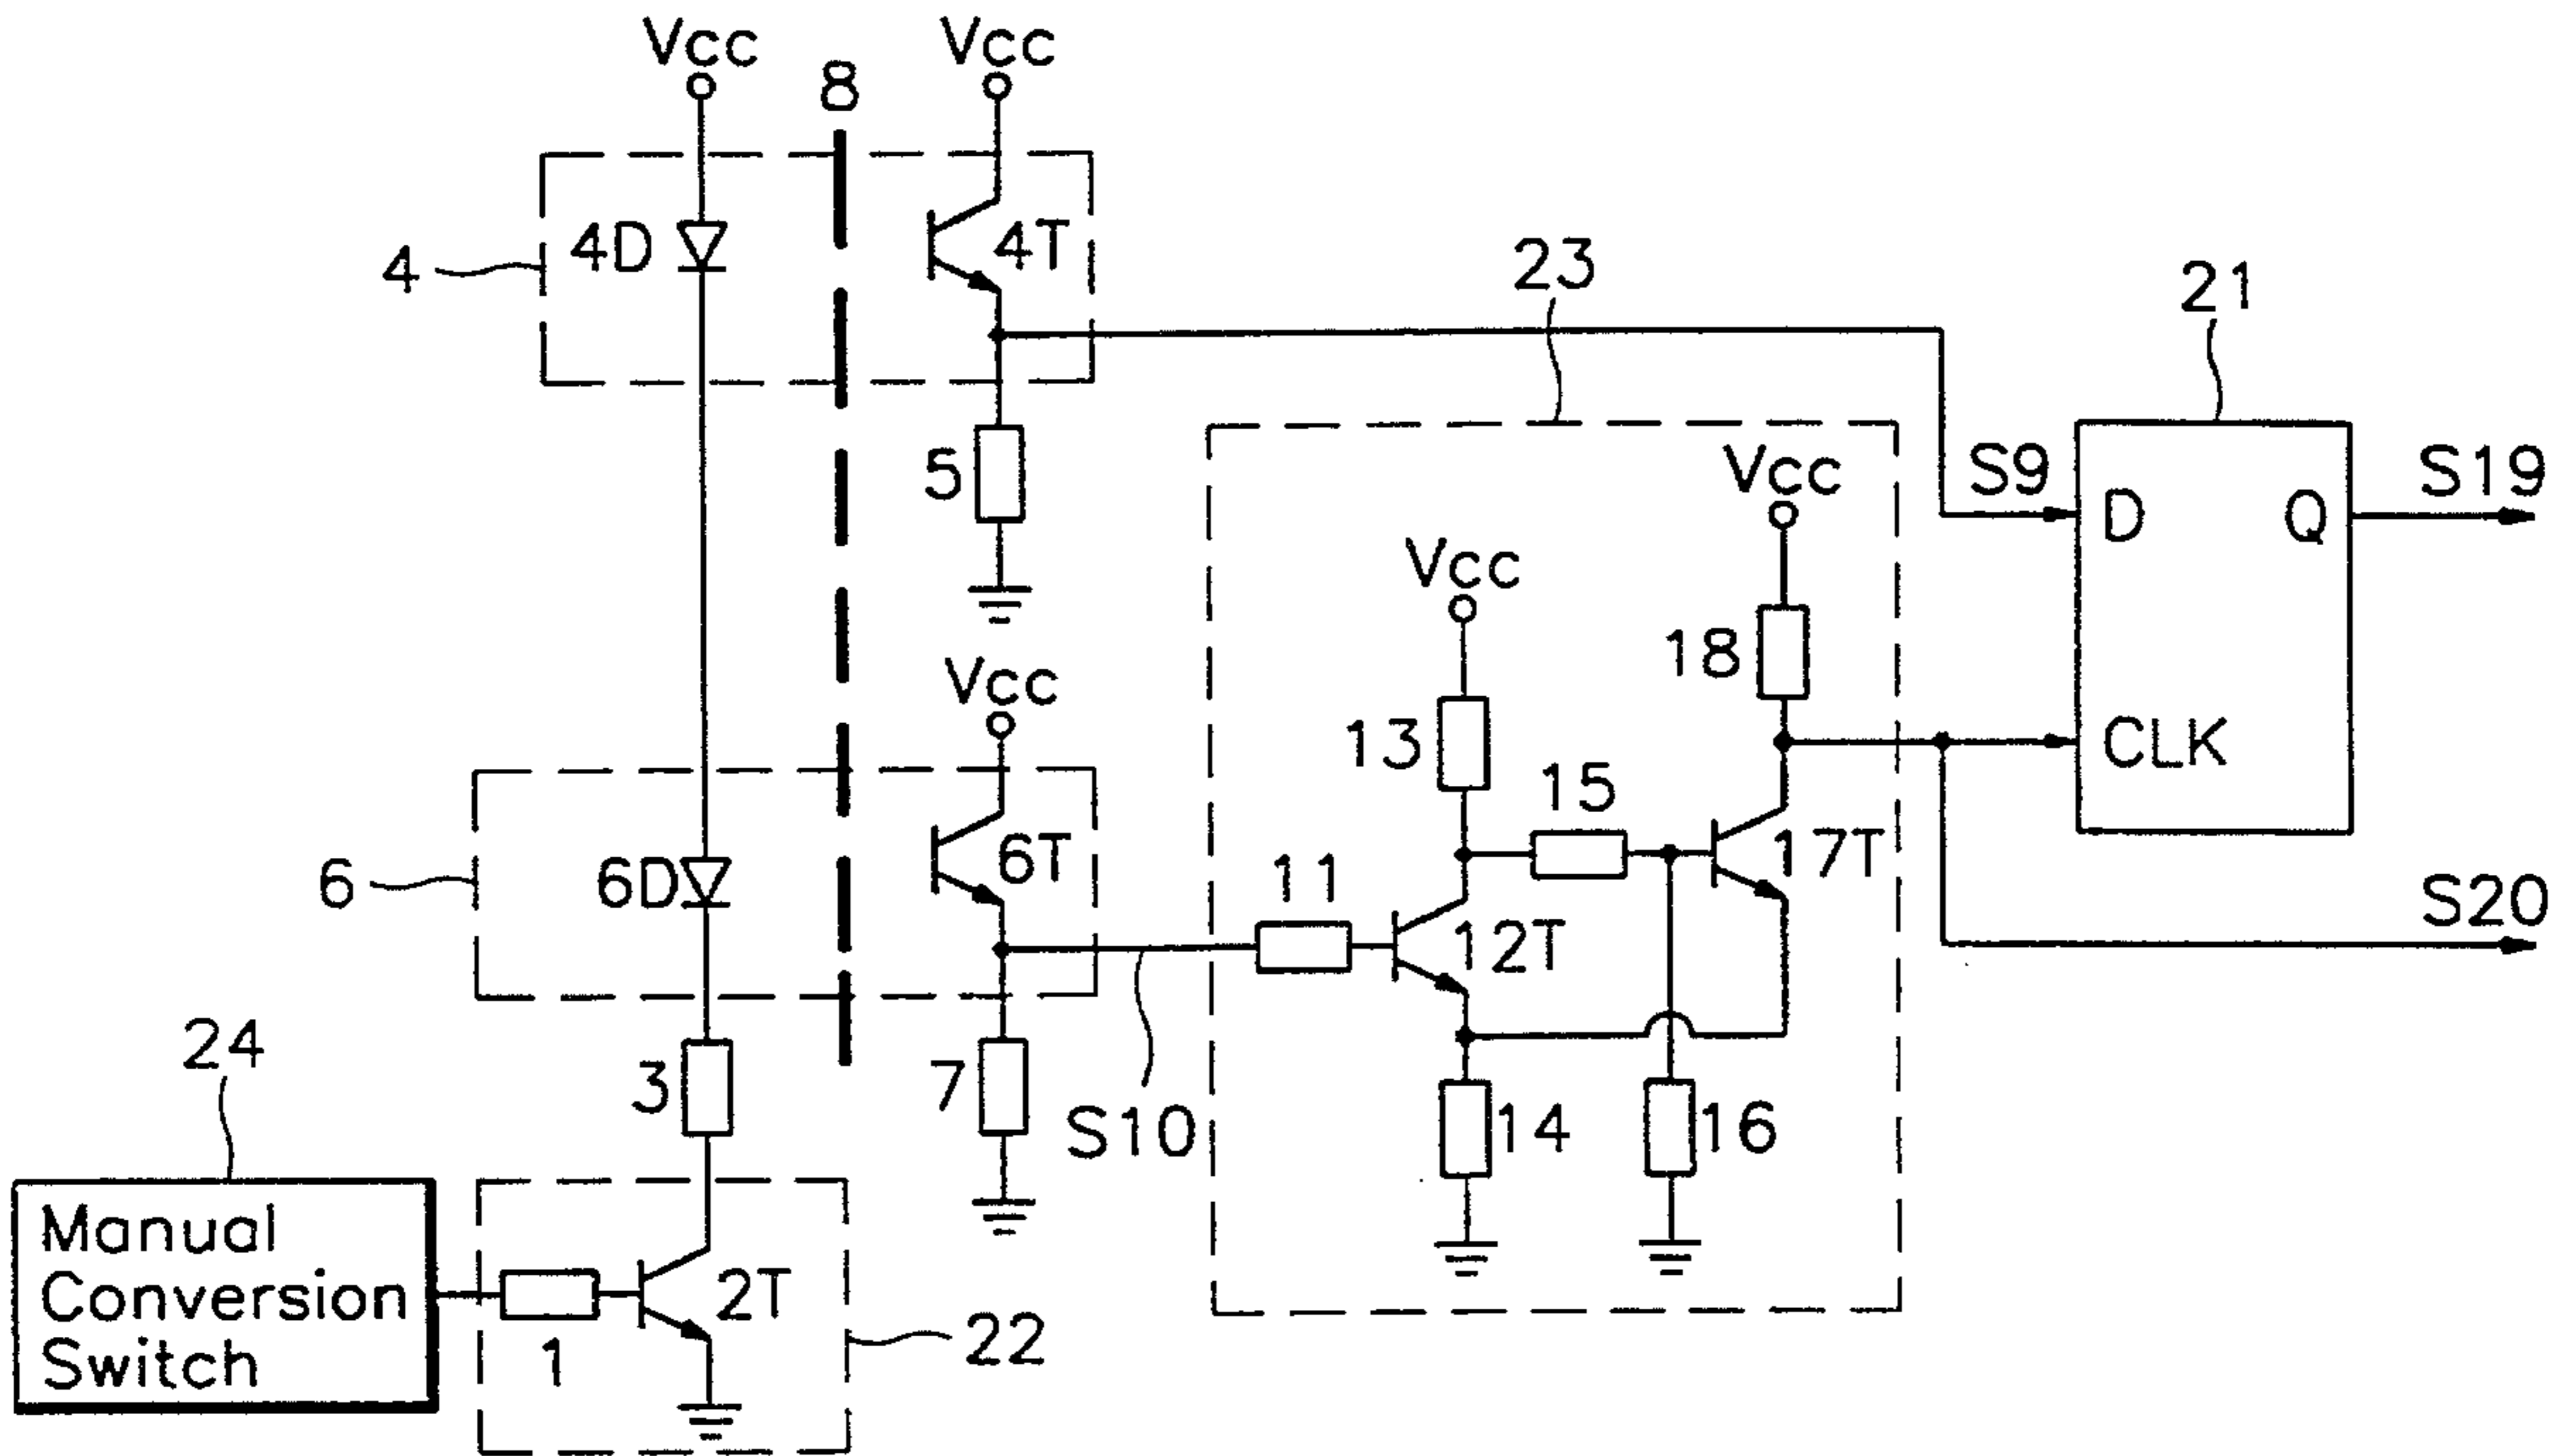 Vcc
Vcc
8
4
4D
4T
23
21
5
S9
D
Q
S19
Vcc
Vcc
18
13
CLK
Vcc
15
6
6D
6T
11
12T
17T
S20
24
3
7
S10
14
16
Manual
Conversion
Switch
1
2T
22